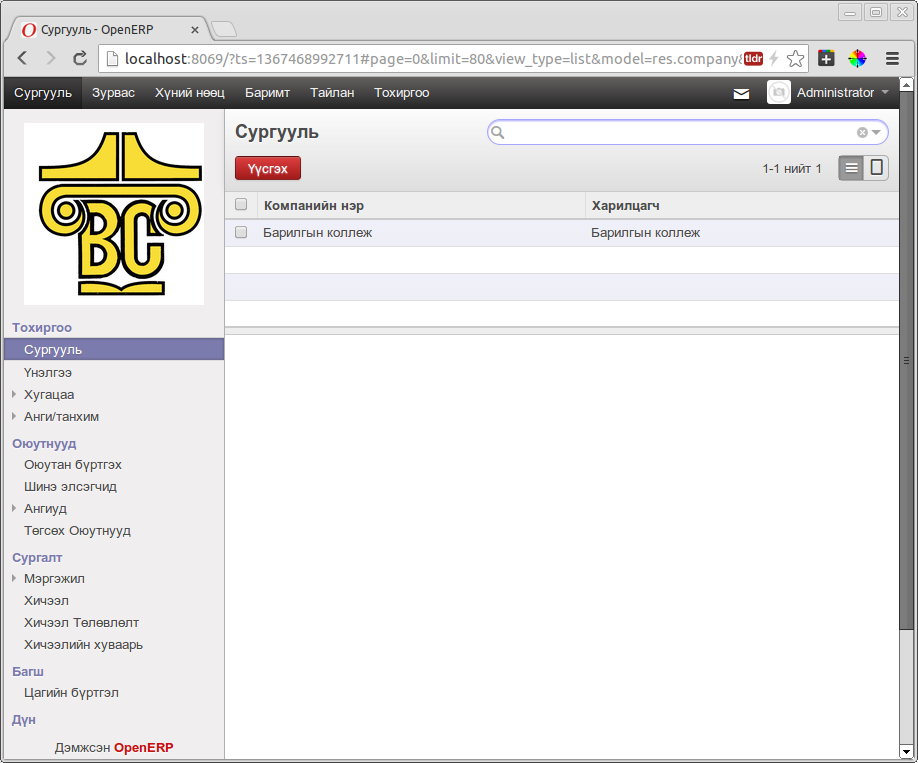 Сургууль - OpenERP
localhost:8069/?ts=1367468992711#page=0&limit=80&view_type=list&model=res.company&
tldr
Сургууль Зурвас Хүний нөөц Баримт Тайлан Тохиргоо Administrator
BC
Сургууль
Үүсгэх
1-1 нийт 1
Компанийн нэр Харилцагч
Барилгын коллеж Барилгын коллеж
Тохиргоо
Сургууль
Үнэлгээ
Хугацаа
Анги/танхим
Оюутнууд
Оюутан бүртгэх
Шинэ элсэгчид
Ангиуд
Төгсөх Оюутнууд
Сургалт
Мэргэжил
Хичээл
Хичээл Төлөвлөлт
Хичээлийн хуваарь
Багш
Цагийн бүртгэл
Дүн
Дэмжсэн OpenERP